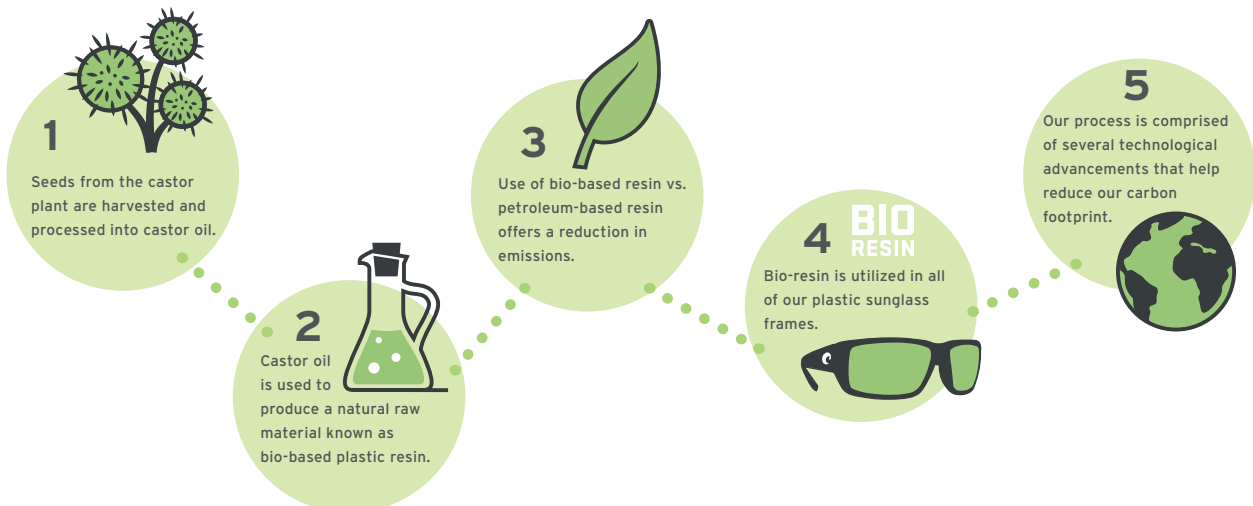 1
Seeds from the castor
plant are harvested and
processed into castor oil.
2
Castor oil
is used to
produce a natural raw
material known as
bio-based plastic resin.
3
Use of bio-based resin vs.
petroleum-based resin
offers a reduction in
emissions.
4
BIO
RESIN
Bio-resin is utilized in all
of our plastic sunglass
frames.
5
Our process is comprised
of several technological
advancements that help
reduce our carbon
footprint.